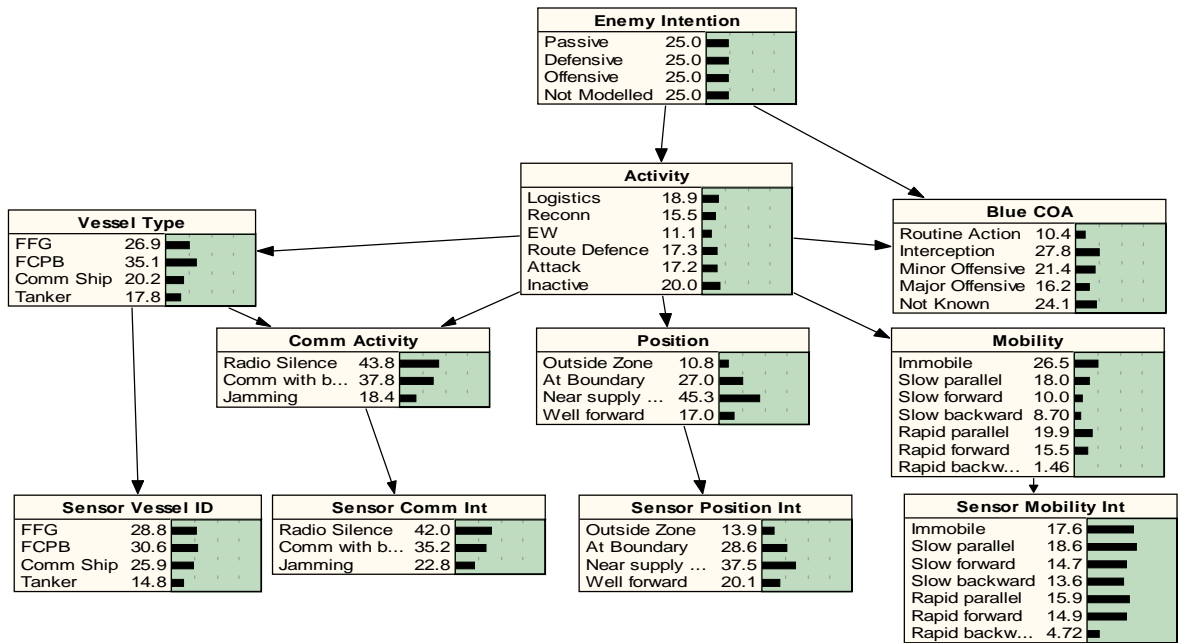 Enemy Intention
Passive 25.0
Defensive 25.0
Offensive 25.0
Not Modelled 25.0
Activity
Logistics 18.9
Reconn 15.5
EW 11.1
Route Defence 17.3
Attack 17.2
Inactive 20.0
Vessel Type
FFG 26.9
FCPB 35.1
Comm Ship 20.2
Tanker 17.8
Blue COA
Routine Action 10.4
Interception 27.8
Minor Offensive 21.4
Major Offensive 16.2
Not Known 24.1
Comm Activity
Radio Silence 43.8
Comm with b... 37.8
Jamming 18.4
Position
Outside Zone 10.8
At Boundary 27.0
Near supply ... 45.3
Well forward 17.0
Mobility
Immobile 26.5
Slow parallel 18.0
Slow forward 10.0
Slow backward 8.70
Rapid parallel 19.9
Rapid forward 15.5
Rapid backw... 1.46
Sensor Vessel ID
FFG 28.8
FCPB 30.6
Comm Ship 25.9
Tanker 14.8
Sensor Comm Int
Radio Silence 42.0
Comm with b... 35.2
Jamming 22.8
Sensor Position Int
Outside Zone 13.9
At Boundary 28.6
Near supply ... 37.5
Well forward 20.1
Sensor Mobility Int
Immobile 17.6
Slow parallel 18.6
Slow forward 14.7
Slow backward 13.6
Rapid parallel 15.9
Rapid forward 14.9
Rapid backw... 4.72